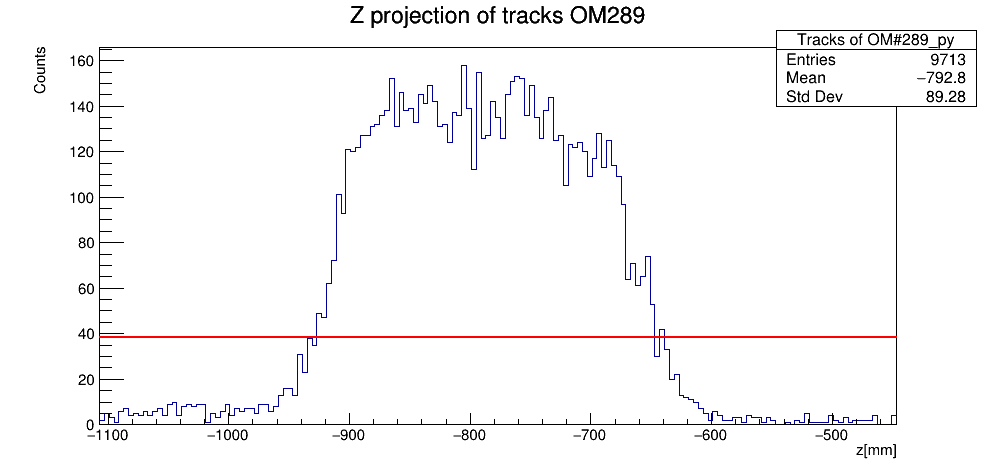 Z projection of tracks OM289
Tracks of OM#289_py
Entries 9713
Mean −792.8
Std Dev 89.28
Counts
160
140
120
100
80
60
40
20
0
−1100 −1000 −900 −800 −700 −600 −500
z[mm]